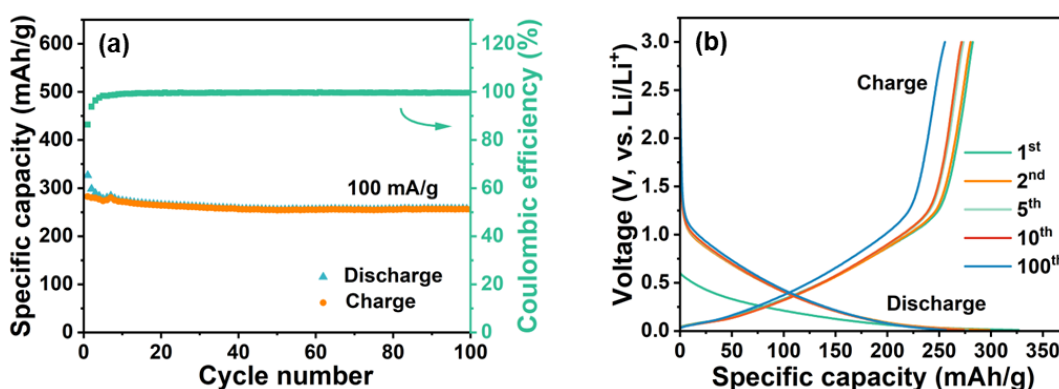 (a)
Specific capacity (mAh/g)
600
500
400
300
200
100
0
100 mA/g
Discharge
Charge
0
20
40
60
80
100
Cycle number
120
100
80
60
40
20
0
Coulombic efficiency (%)
(b)
Voltage (V, vs. Li/Li⁺)
3.0
2.5
2.0
1.5
1.0
0.5
0.0
Charge
1st
2nd
5th
10th
100th
Discharge
0
50
100
150
200
250
300
350
Specific capacity (mAh/g)